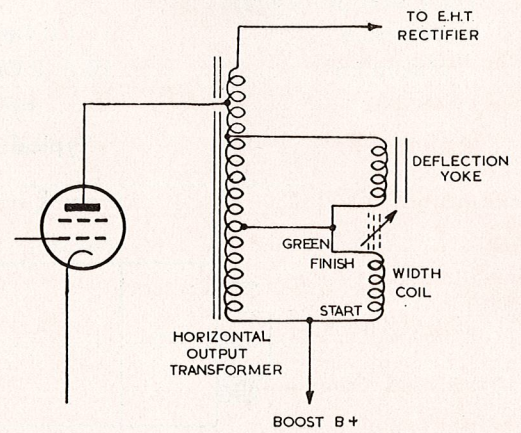 TO E.H.T.
RECTIFIER
DEFLECTION
YOKE
GREEN
FINISH
WIDTH
COIL
START
HORIZONTAL
OUTPUT
TRANSFORMER
BOOST B+